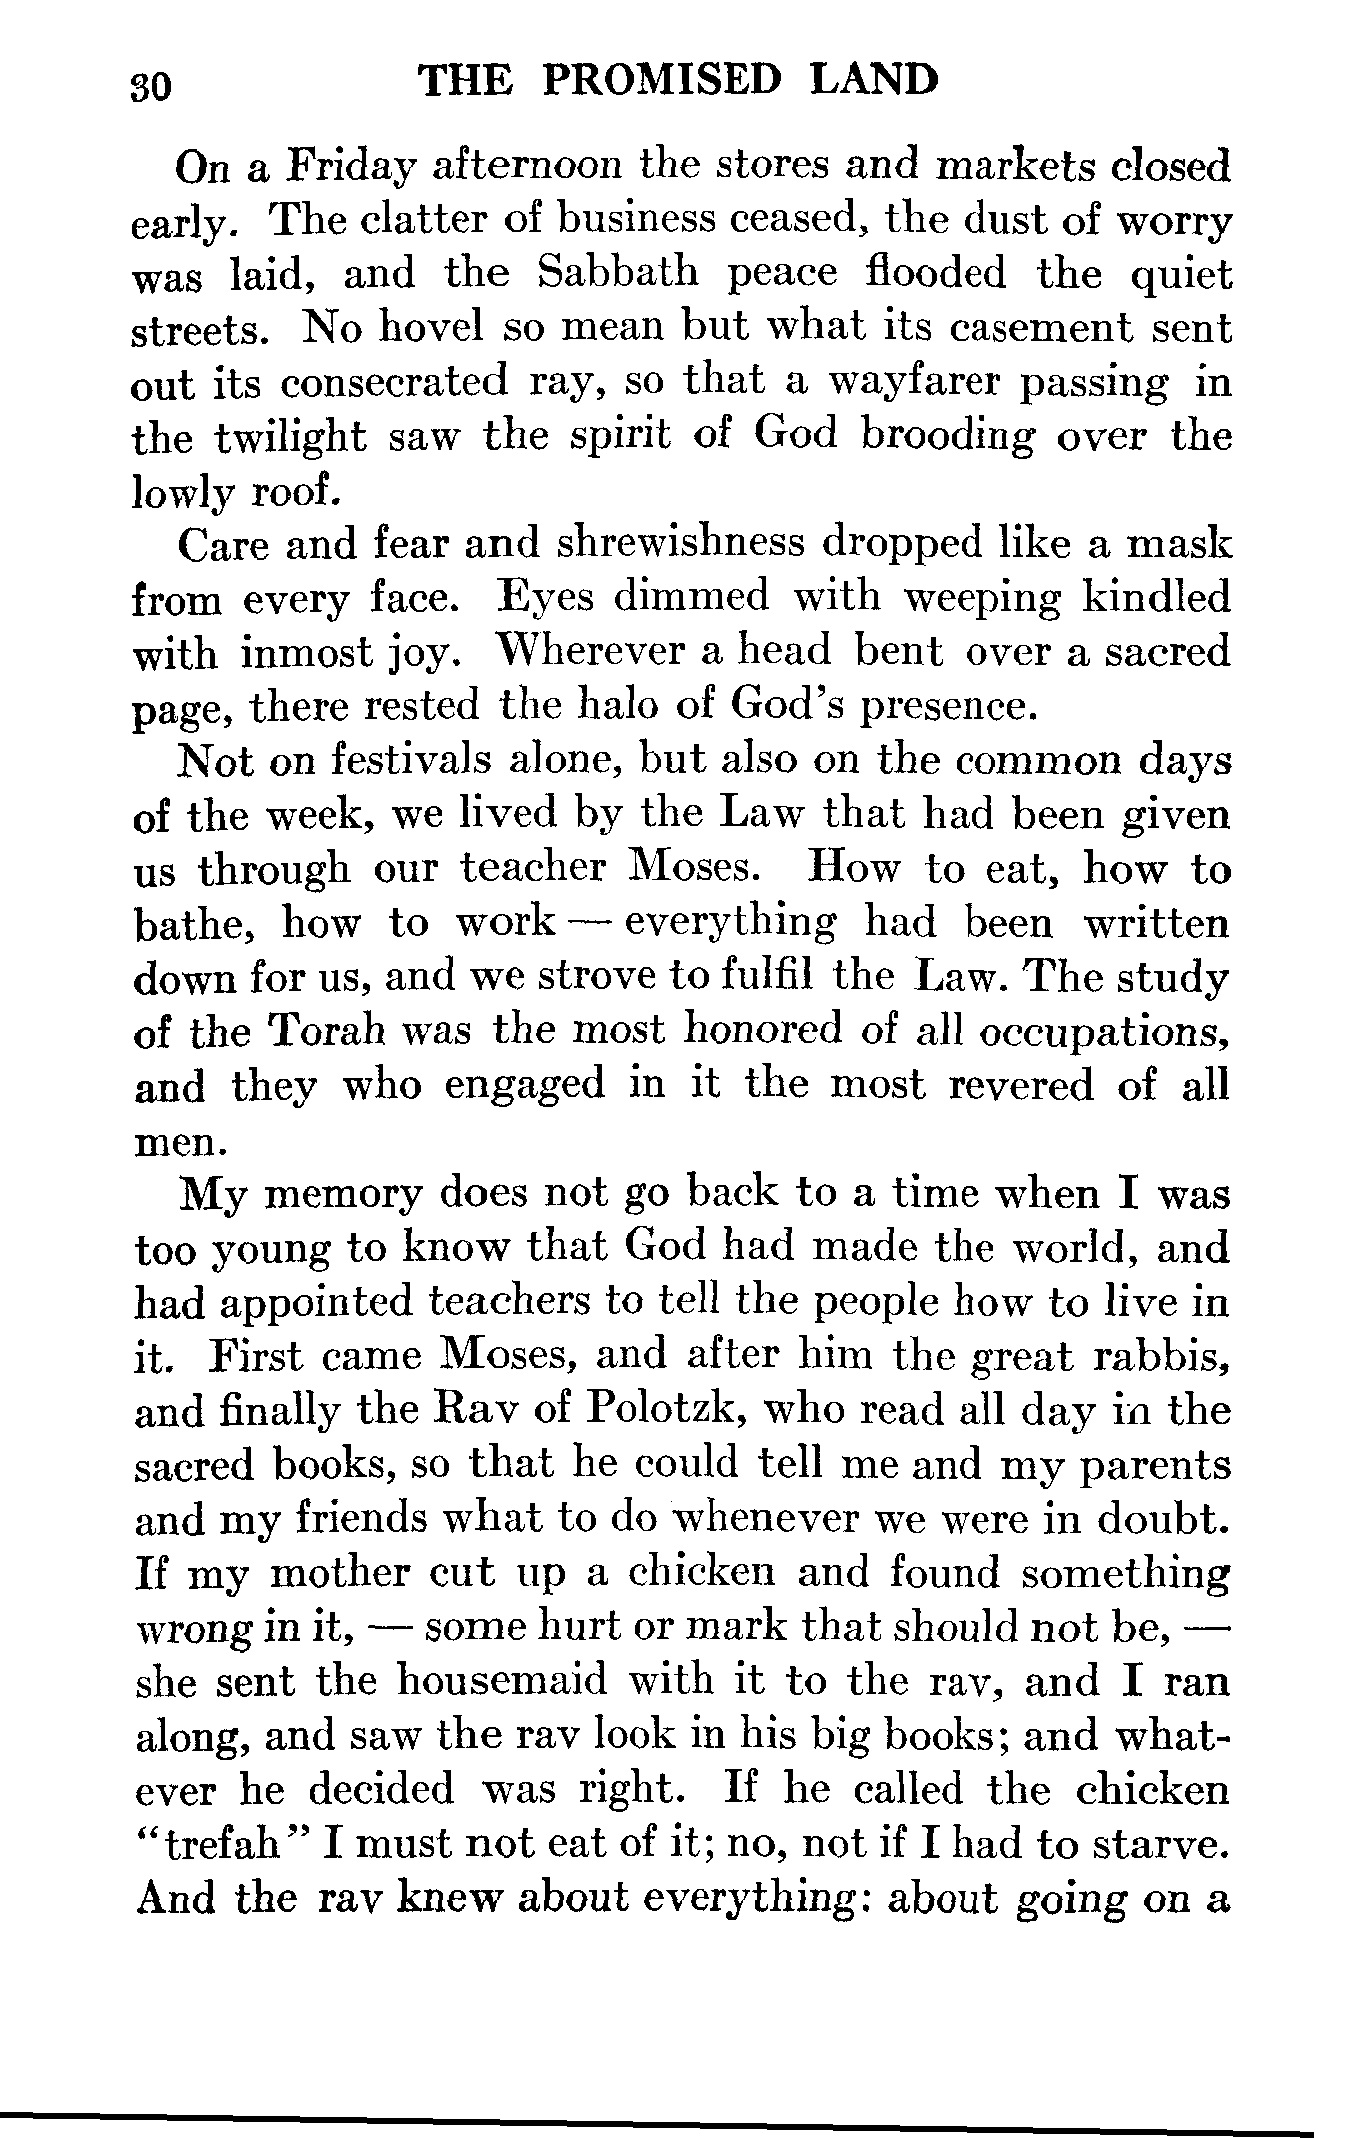 30 THE PROMISED LAND
On a Friday afternoon the stores and markets closed
early. The clatter of business ceased, the dust of worry
was laid, and the Sabbath peace flooded the quiet
streets. No hovel so mean but what its casement sent
out its consecrated ray, so that a wayfarer passing in
the twilight saw the spirit of God brooding over the
lowly roof.
Care and fear and shrewishness dropped like a mask
from every face. Eyes dimmed with weeping kindled
with inmost joy. Wherever a head bent over a sacred
page, there rested the halo of God's presence.
Not on festivals alone, but also on the common days
of the week, we lived by the Law that had been given
us through our teacher Moses. How to eat, how to
bathe, how to work — everything had been written
down for us, and we strove to fulfil the Law. The study
of the Torah was the most honored of all occupations,
and they who engaged in it the most revered of all
men.
My memory does not go back to a time when I was
too young to know that God had made the world, and
had appointed teachers to tell the people how to live in
it. First came Moses, and after him the great rabbis,
and finally the Rav of Polotzk, who read all day in the
sacred books, so that he could tell me and my parents
and my friends what to do whenever we were in doubt.
If my mother cut up a chicken and found something
wrong in it, — some hurt or mark that should not be, —
she sent the housemaid with it to the rav, and I ran
along, and saw the rav look in his big books; and what-
ever he decided was right. If he called the chicken
"trefah" I must not eat of it; no, not if I had to starve.
And the rav knew about everything: about going on a